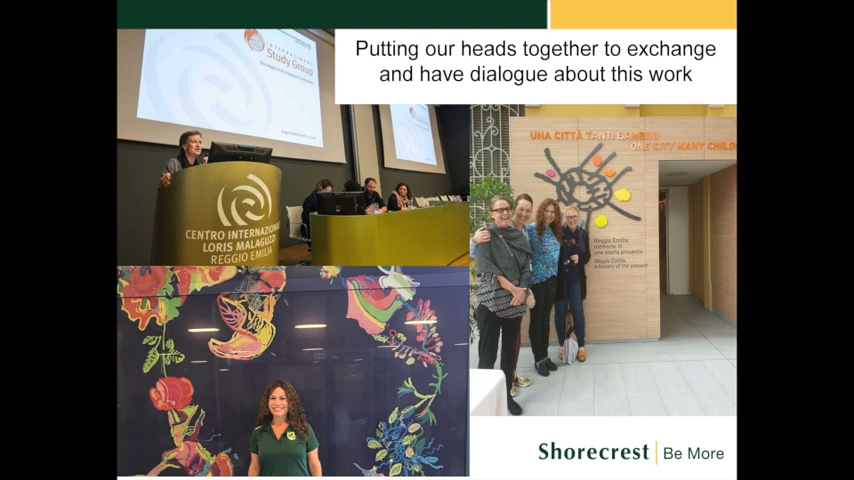 Putting our heads together to exchange
and have dialogue about this work
INTERNATIONAL
Study Group
CENTRO INTERNAZIONALE
LORIS MALAGUZZI
REGGIO EMILIA
UNA CITTÀ TANTI BAMBINI
ONE CITY MANY CHILD
Reggio Emilia
memorie di
una storia presente
Reggio Emilia
a history of the present
Shorecrest | Be More